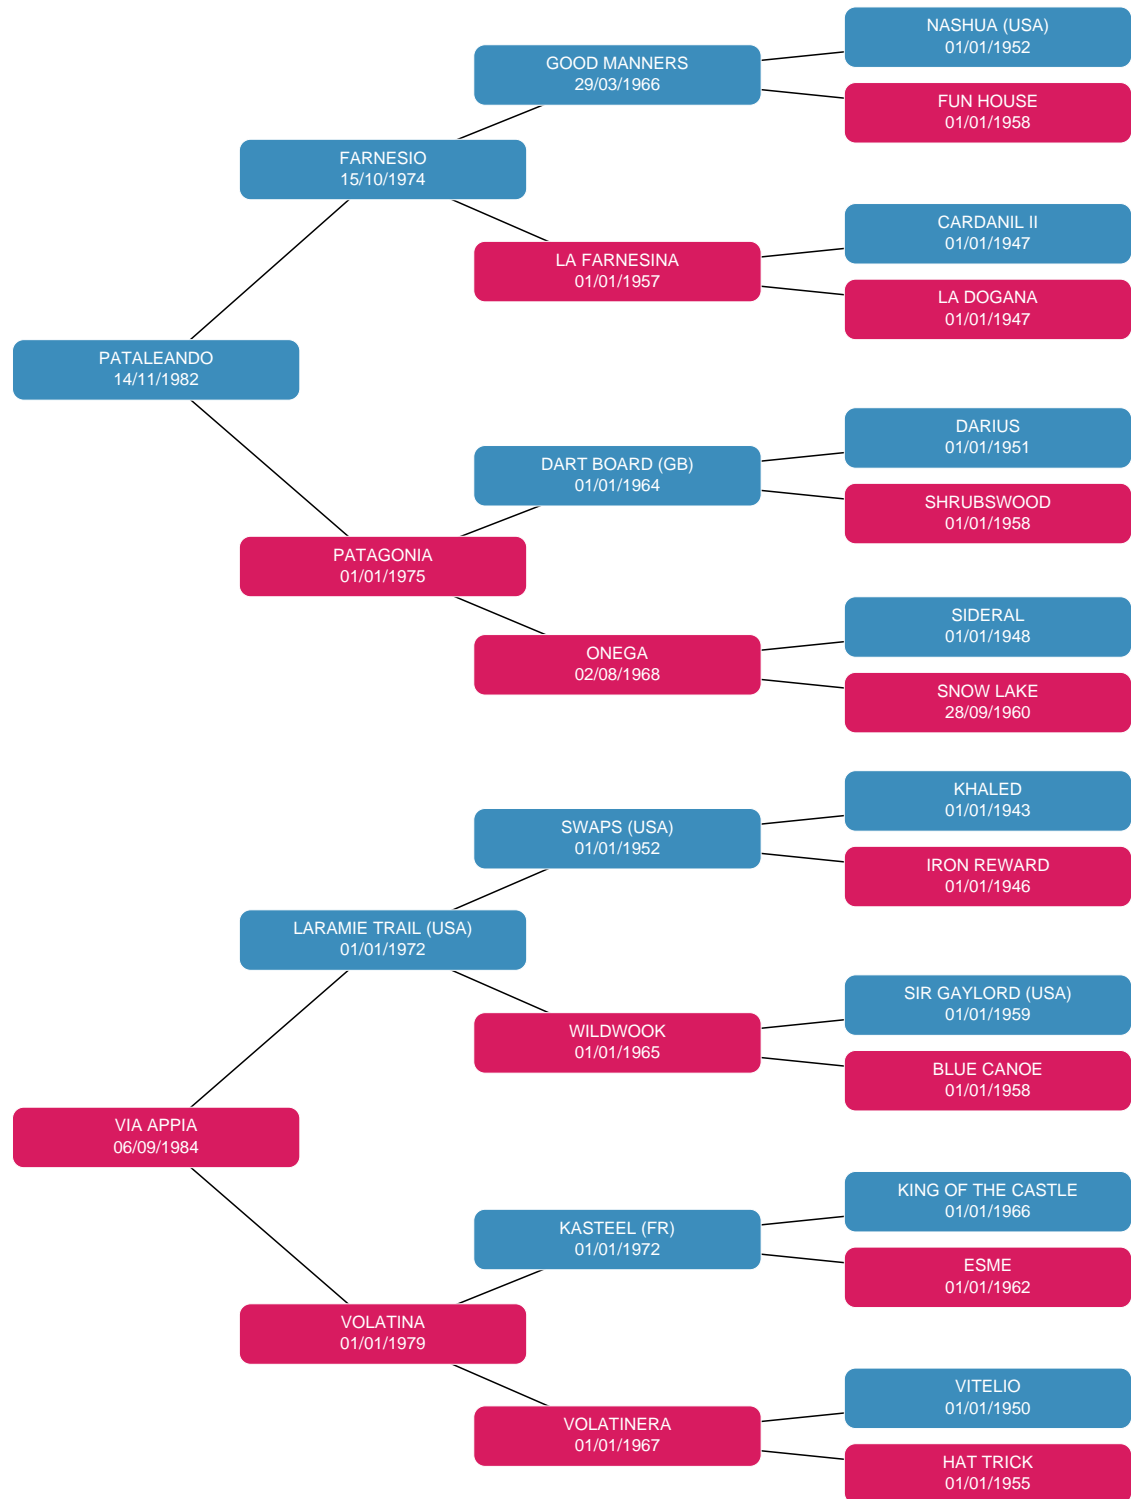 NASHUA (USA)
01/01/1952
GOOD MANNERS
29/03/1966
FUN HOUSE
01/01/1958
FARNESIO
15/10/1974
CARDANIL II
01/01/1947
LA FARNESINA
01/01/1957
LA DOGANA
01/01/1947
PATALEANDO
14/11/1982
DARIUS
01/01/1951
DART BOARD (GB)
01/01/1964
SHRUBSWOOD
01/01/1958
PATAGONIA
01/01/1975
SIDERAL
01/01/1948
ONEGA
02/08/1968
SNOW LAKE
28/09/1960
KHALED
01/01/1943
SWAPS (USA)
01/01/1952
IRON REWARD
01/01/1946
LARAMIE TRAIL (USA)
01/01/1972
SIR GAYLORD (USA)
01/01/1959
WILDWOOK
01/01/1965
BLUE CANOE
01/01/1958
VIA APPIA
06/09/1984
KING OF THE CASTLE
01/01/1966
KASTEEL (FR)
01/01/1972
ESME
01/01/1962
VOLATINA
01/01/1979
VITELIO
01/01/1950
VOLATINERA
01/01/1967
HAT TRICK
01/01/1955